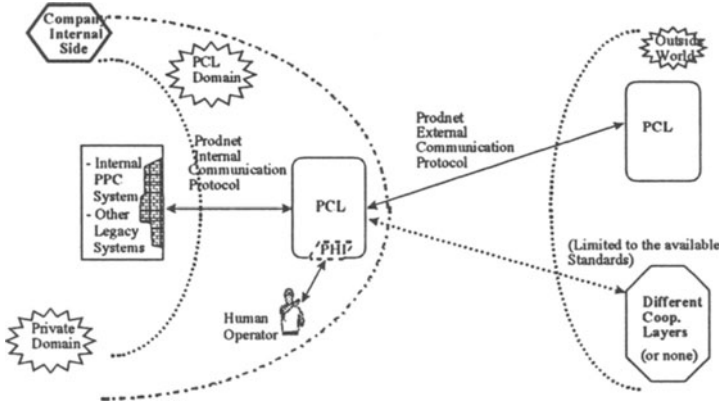 Company
Internal
Side
PCL
Domain
Outside
World
Prodnet
Internal
Communication
Protocol
Prodnet
External
Communication
Protocol
PCL
- Internal
PPC
System
- Other
Legacy
Systems
PCL
PHI
(Limited to the available
Standards)
Human
Operator
Private
Domain
Different
Coop.
Layers
(or none)